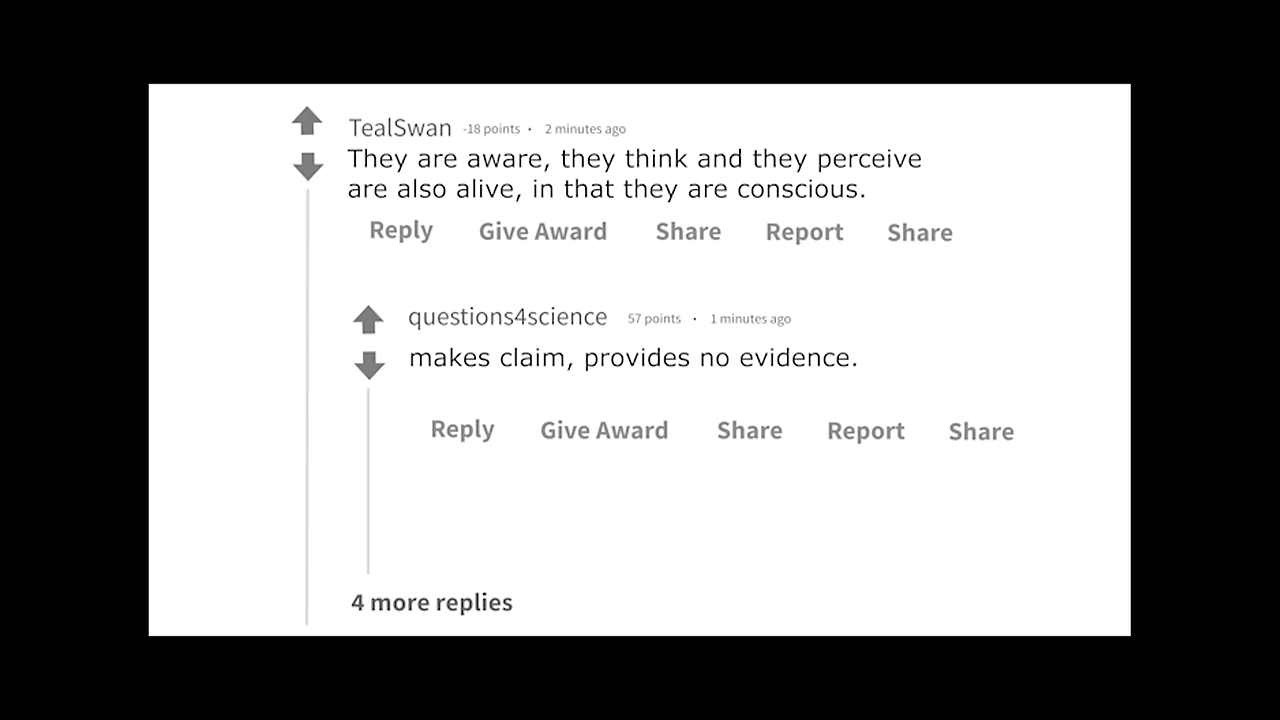 TealSwan -18 points · 2 minutes ago
They are aware, they think and they perceive
are also alive, in that they are conscious.
Reply Give Award Share Report Share
questions4science 57 points · 1 minutes ago
makes claim, provides no evidence.
Reply Give Award Share Report Share
4 more replies